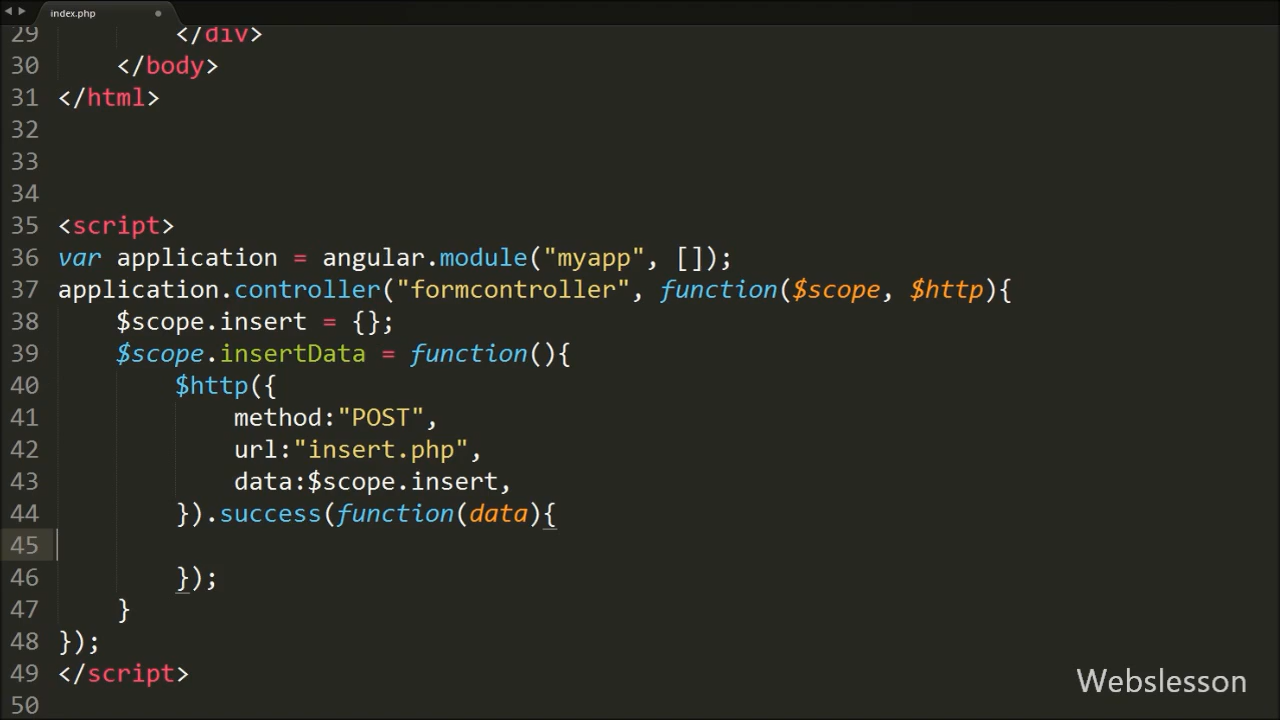 index.php
29 </div>
30 </body>
31 </html>
32
33
34
35 <script>
36 var application = angular.module("myapp", []);
37 application.controller("formcontroller", function($scope, $http){
38 $scope.insert = {};
39 $scope.insertData = function(){
40 $http({
41 method:"POST",
42 url:"insert.php",
43 data:$scope.insert,
44 }).success(function(data){
45
46 });
47 }
48 });
49 </script>
50
Webslesson